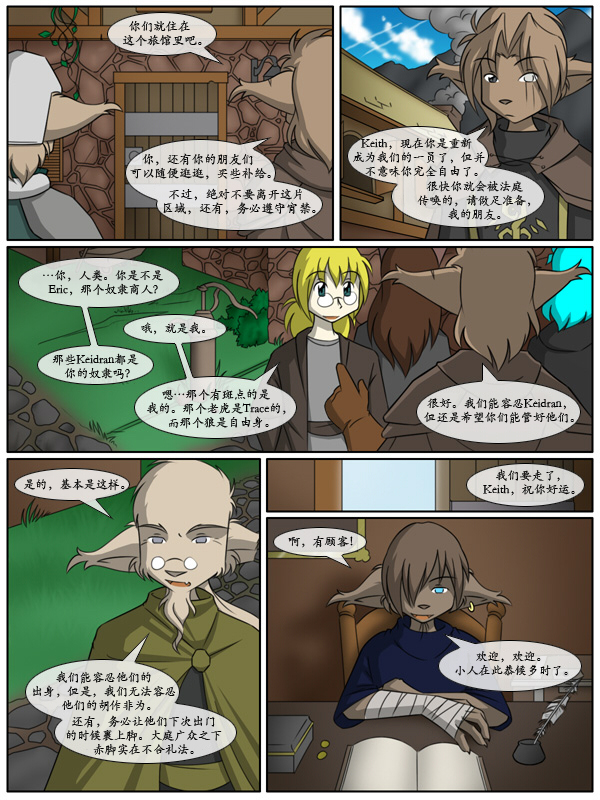 你们就住在
这个旅馆里吧。
你，还有你的朋友们
可以随便逛逛，买些补给。
不过，绝对不要离开这片
区域，还有，务必遵守宵禁。
Keith，现在你是重新
成为我们的一员了，但并
不意味你完全自由了。
很快你就会被法庭
传唤的，请做足准备，
我的朋友。
…你，人类。你是不是
Eric，那个奴隶商人？
哦，就是我。
那些Keidran都是
你的奴隶吗？
嗯…那个有斑点的是
我的。那个老虎是Trace的，
而那个狼是自由身。
很好。我们能容忍Keidran，
但还是希望你们能管好他们。
是的，基本是这样。
我们能容忍他们的
出身，但是，我们无法容忍
他们的胡作非为。
还有，务必让他们下次出门
的时候裹上脚。大庭广众之下
赤脚实在不合礼法。
我们要走了，
Keith，祝你好运。
啊，有顾客！
欢迎，欢迎。
小人在此恭候多时了。